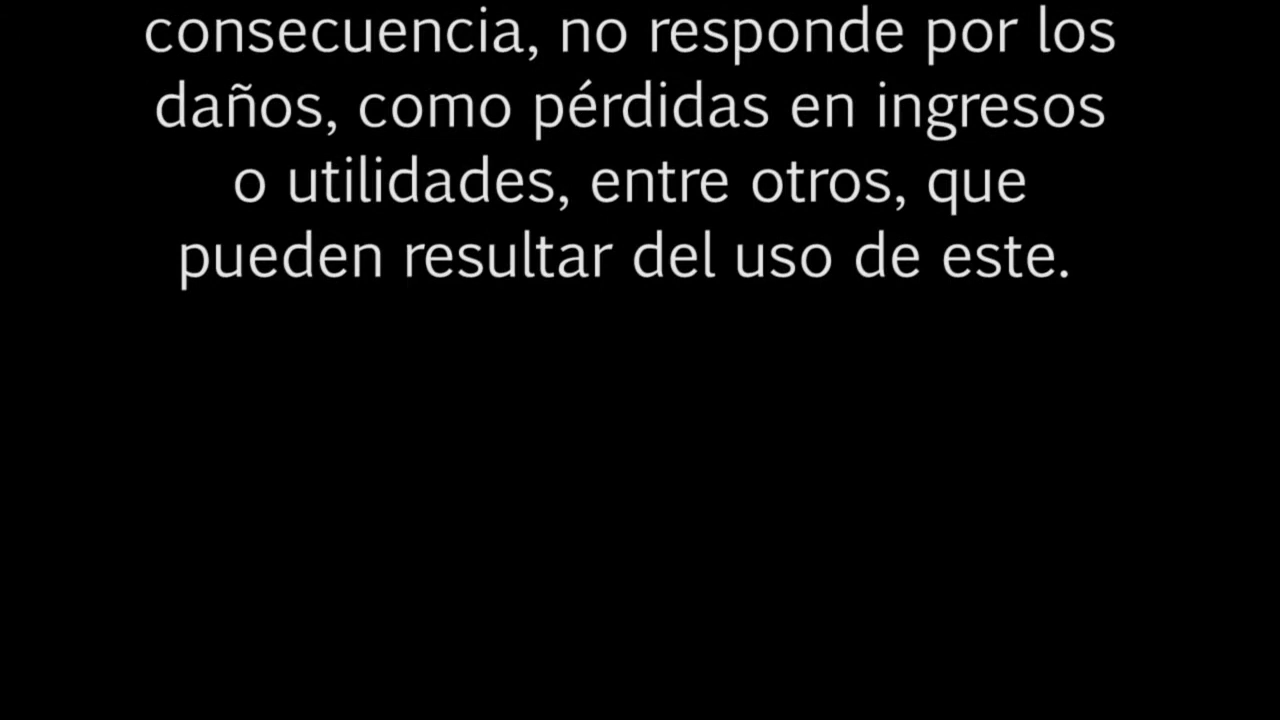 consecuencia, no responde por los
daños, como pérdidas en ingresos
o utilidades, entre otros, que
pueden resultar del uso de este.